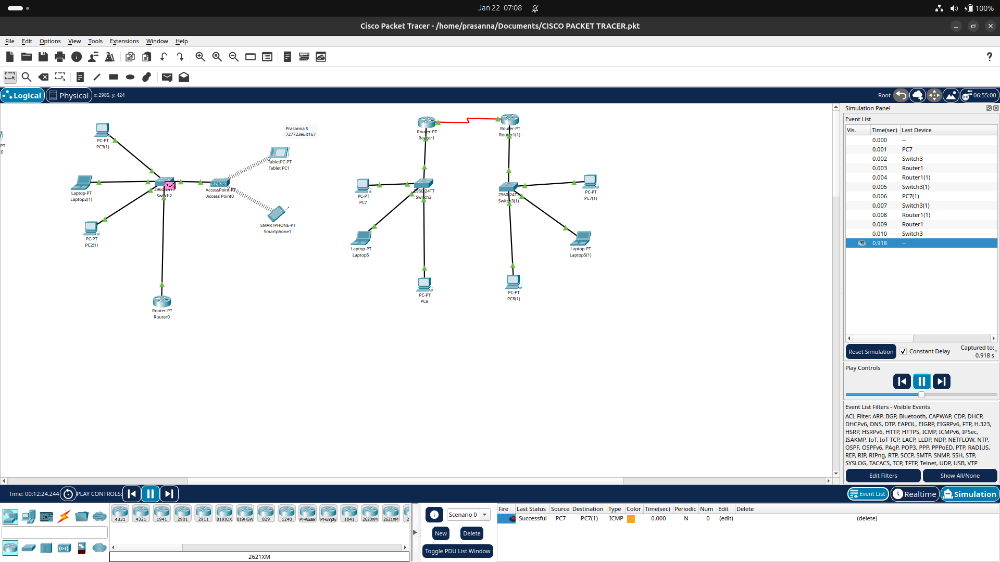 Jan 22 07:08
100%
Cisco Packet Tracer - /home/prasanna/Documents/CISCO PACKET TRACER.pkt
File Edit Options View Tools Extensions Window Help
Logical Physical x: 2985, y: 424
Root 06:55:00
Prasanna S
727723euit167
PC-PT
PC3(1)
PT
0
TabletPC-PT
Tablet PC1
Laptop-PT
Laptop2(1)
2960-24TT
Switch2
AccessPoint-PT
Access Point0
SMARTPHONE-PT
Smartphone1
PC-PT
PC2(1)
Router-PT
Router0
Router-PT
Router1
Router-PT
Router1(1)
PC-PT
PC7
2960-24TT
Switch3
2960-24TT
Switch3(1)
PC-PT
PC7(1)
Laptop-PT
Laptop5
Laptop-PT
Laptop5(1)
PC-PT
PC8
PC-PT
PC8(1)
Simulation Panel
Event List
Vis. Time(sec) Last Device
0.000 --
0.001 PC7
0.002 Switch3
0.003 Router1
0.004 Router1(1)
0.005 Switch3(1)
0.006 PC7(1)
0.007 Switch3(1)
0.008 Router1(1)
0.009 Router1
0.010 Switch3
0.918 --
Reset Simulation Constant Delay Captured to:
0.918 s
Play Controls
Event List Filters - Visible Events
ACL Filter, ARP, BGP, Bluetooth, CAPWAP, CDP, DHCP,
DHCPv6, DNS, DTP, EAPOL, EIGRP, EIGRPv6, FTP, H.323,
HSRP, HSRPv6, HTTP, HTTPS, ICMP, ICMPv6, IPSec,
ISAKMP, IoT, IoT TCP, LACP, LLDP, NDP, NETFLOW, NTP,
OSPF, OSPFv6, PAgP, POP3, PPP, PPPoED, PTP, RADIUS,
REP, RIP, RIPng, RTP, SCCP, SMTP, SNMP, SSH, STP,
SYSLOG, TACACS, TCP, TFTP, Telnet, UDP, USB, VTP
Edit Filters Show All/None
Time: 00:12:24.244 PLAY CONTROLS:
Event List Realtime Simulation
4331 4321 1941 2901 2911 819IOX 819HGW 829 1240 PT-Router PT-Empty 1841 2620XM 2621XM 2
2621XM
Scenario 0
New Delete
Toggle PDU List Window
Fire Last Status Source Destination Type Color Time(sec) Periodic Num Edit Delete
Successful PC7 PC7(1) ICMP 0.000 N 0 (edit) (delete)